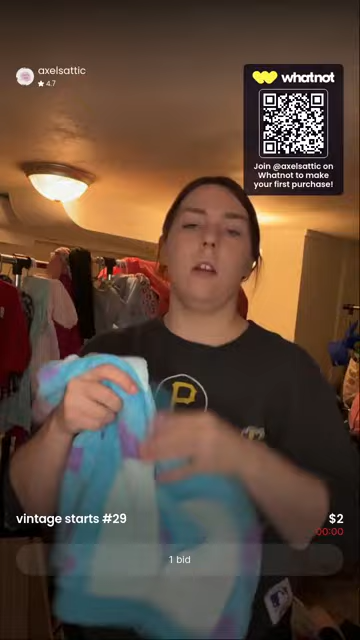 axelsattic
★ 4.7
whatnot
Join @axelsattic on
Whatnot to make
your first purchase!
P
vintage starts #29
$2
00:00
1 bid